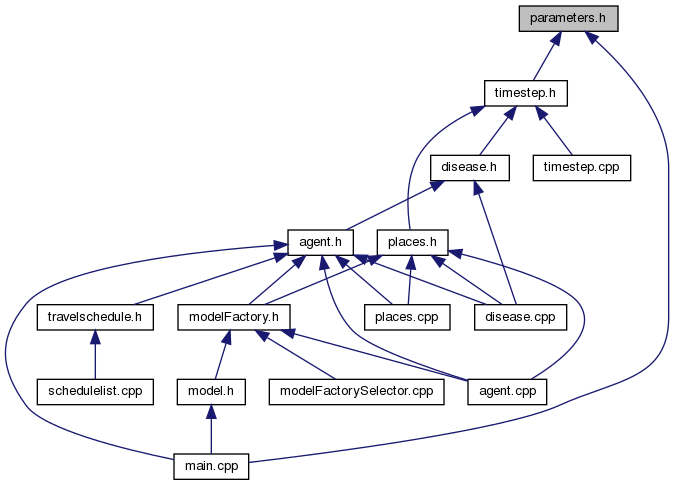 parameters.h
timestep.h
disease.h
timestep.cpp
agent.h
places.h
travelschedule.h
modelFactory.h
places.cpp
disease.cpp
schedulelist.cpp
model.h
modelFactorySelector.cpp
agent.cpp
main.cpp